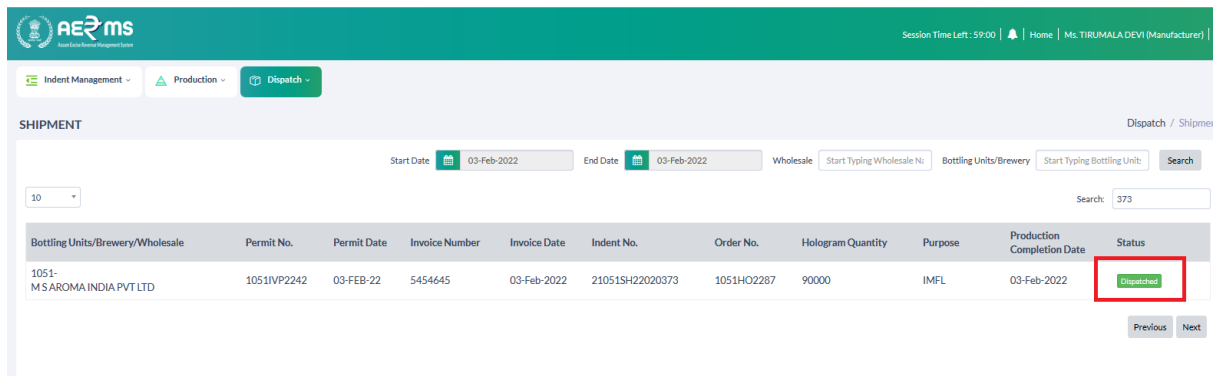 AERMS
Assam Excise Revenue Management System
Session Time Left : 59:00 | Home | Ms. TIRUMALA DEVI (Manufacturer) |
Indent Management Production Dispatch
SHIPMENT
Dispatch / Shipmen
Start Date 03-Feb-2022 End Date 03-Feb-2022 Wholesale Start Typing Wholesale Na Bottling Units/Brewery Start Typing Bottling Unit: Search
10 Search: 373
Bottling Units/Brewery/Wholesale Permit No. Permit Date Invoice Number Invoice Date Indent No. Order No. Hologram Quantity Purpose Production Completion Date Status
1051-
M S AROMA INDIA PVT LTD 1051IVP2242 03-FEB-22 5454645 03-Feb-2022 21051SH22020373 1051HO2287 90000 IMFL 03-Feb-2022 Dispatched
Previous Next